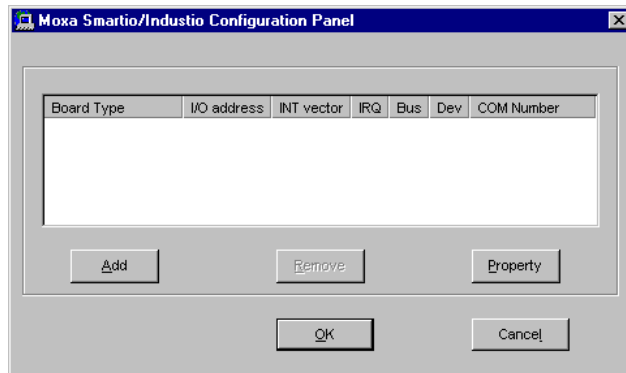 Moxa Smartio/Industio Configuration Panel
Board Type I/O address INT vector IRQ Bus Dev COM Number
Add Remove Property
OK Cancel